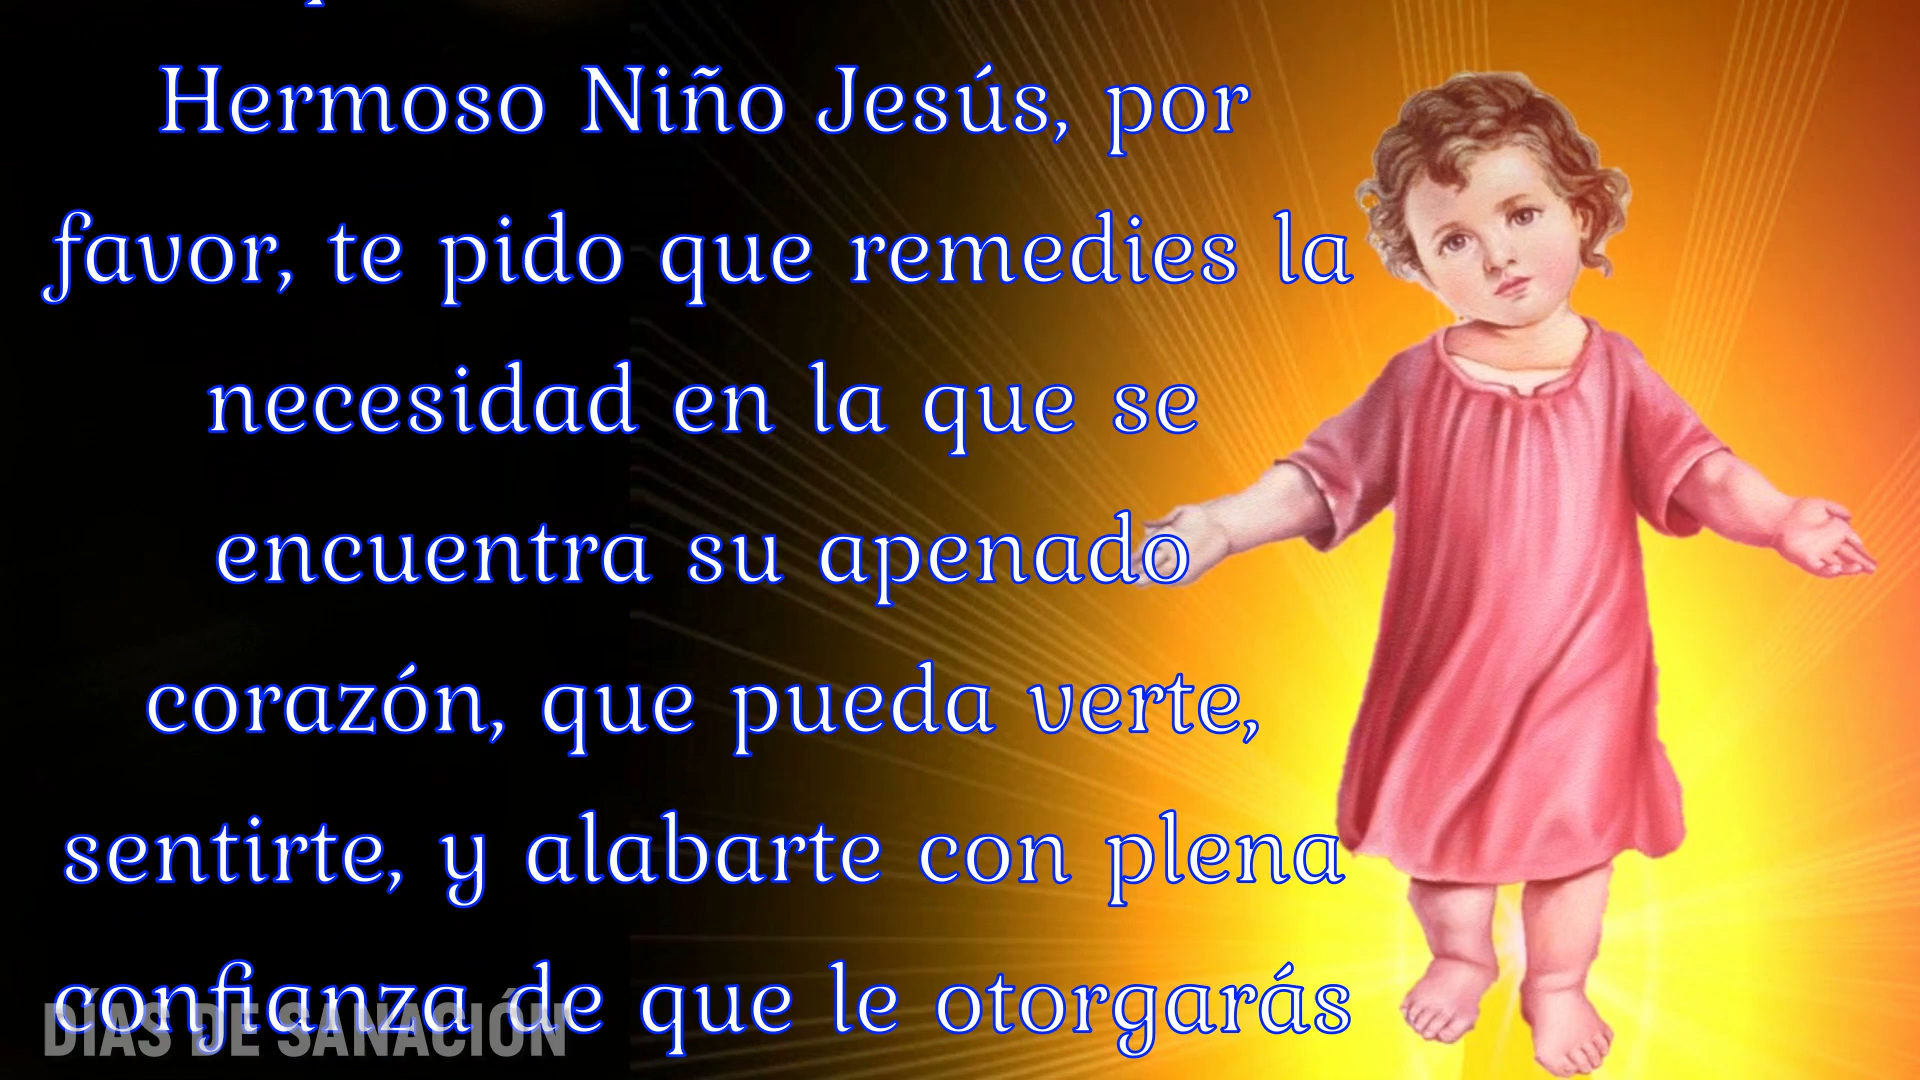 Hermoso Niño Jesús, por
favor, te pido que remedies la
necesidad en la que se
encuentra su apenado
corazón, que pueda verte,
sentirte, y alabarte con plena
confianza de que le otorgarás
DÍAS DE SANACIÓN